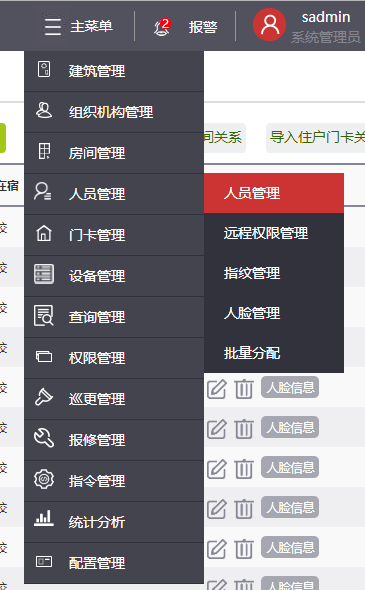 主菜单
2
报警
sadmin
系统管理员
建筑管理
组织机构管理
间关系
导入住户门卡关
房间管理
在宿
人员管理
人员管理
门卡管理
远程权限管理
设备管理
指纹管理
查询管理
人脸管理
权限管理
批量分配
巡更管理
人脸信息
报修管理
人脸信息
人脸信息
指令管理
人脸信息
统计分析
人脸信息
配置管理
人脸信息